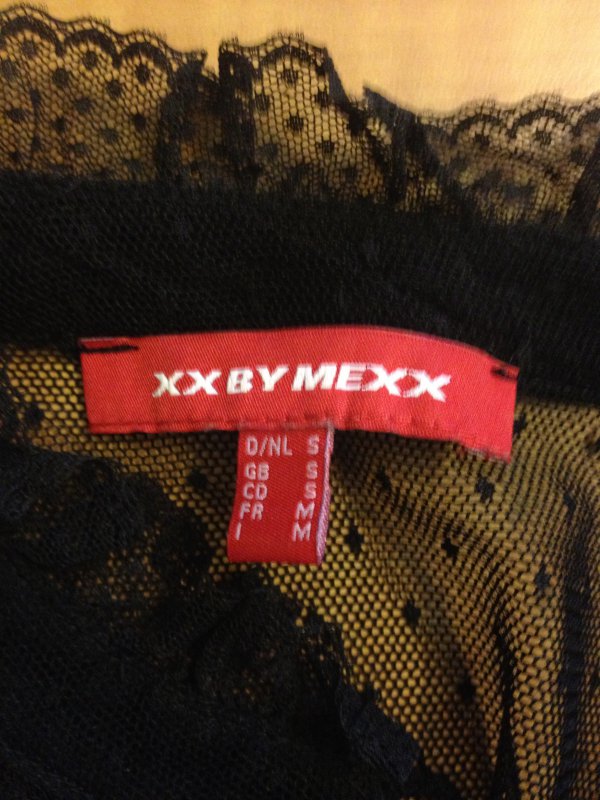 XX BY MEXX
D/NL S
GB S
CD S
FR M
I M